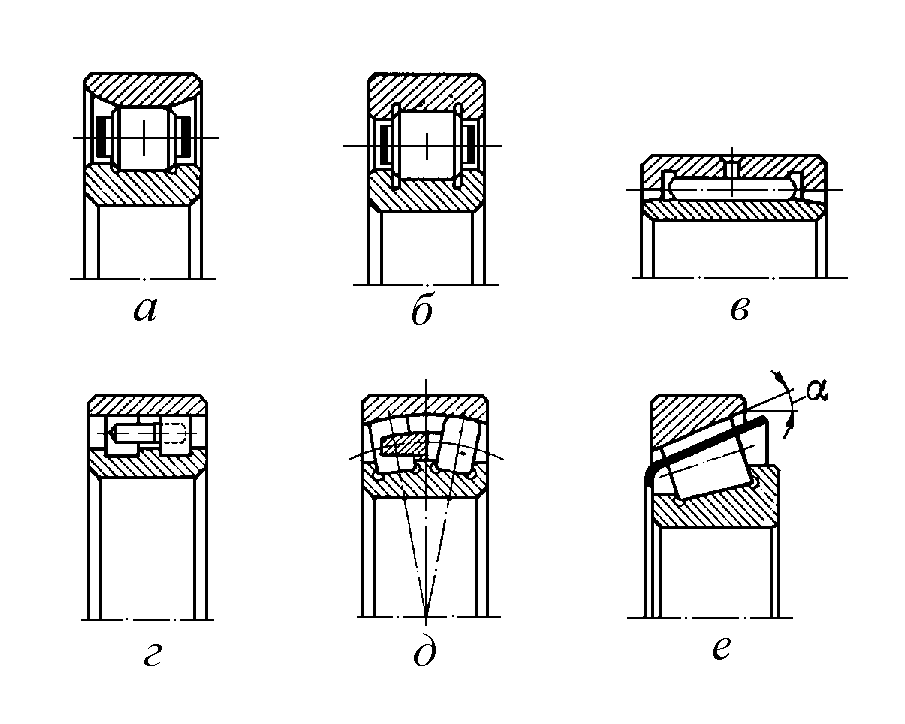 а б в
α
г д е